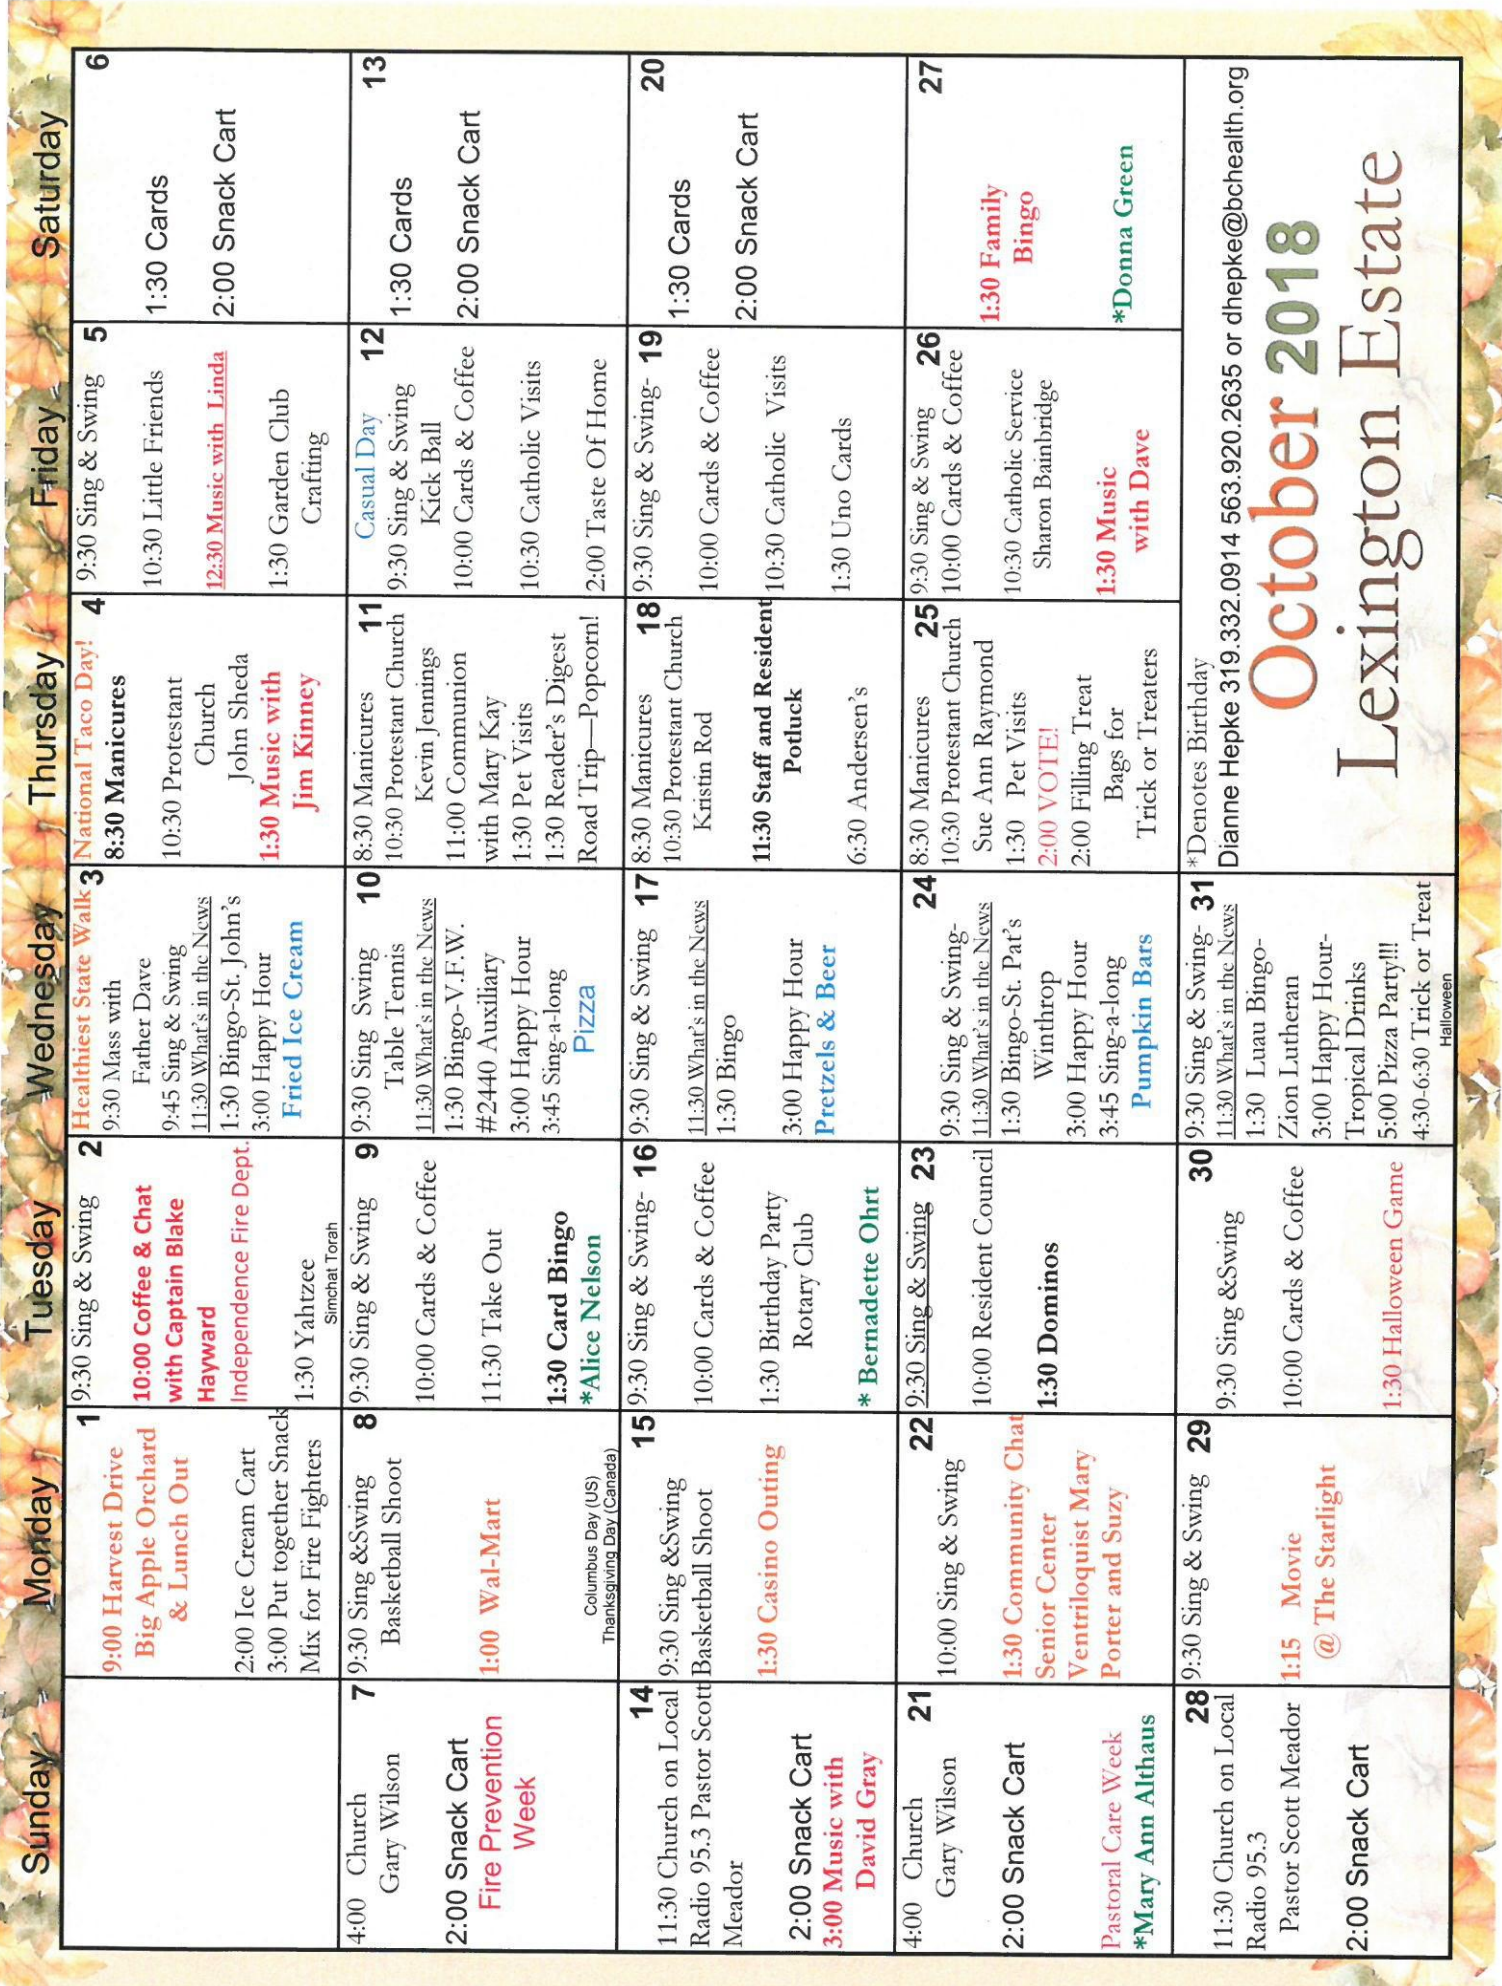 Sunday
Monday
Tuesday
Wednesday
Thursday
Friday
Saturday
1
9:00 Harvest Drive
Big Apple Orchard
& Lunch Out
2:00 Ice Cream Cart
3:00 Put together Snack
Mix for Fire Fighters
2
9:30 Sing & Swing
10:00 Coffee & Chat
with Captain Blake
Hayward
Independence Fire Dept.
1:30 Yahtzee
Simchat Torah
Healthiest State Walk 3
9:30 Mass with
Father Dave
9:45 Sing & Swing
11:30 What's in the News
1:30 Bingo-St. John's
3:00 Happy Hour
Fried Ice Cream
4
National Taco Day!
8:30 Manicures
10:30 Protestant
Church
John Sheda
1:30 Music with
Jim Kinney
5
9:30 Sing & Swing
10:30 Little Friends
12:30 Music with Linda
1:30 Garden Club
Crafting
6
1:30 Cards
2:00 Snack Cart
7
4:00 Church
Gary Wilson
2:00 Snack Cart
Fire Prevention
Week
8
9:30 Sing &Swing
Basketball Shoot
1:00 Wal-Mart
Columbus Day (US)
Thanksgiving Day (Canada)
9
9:30 Sing & Swing
10:00 Cards & Coffee
11:30 Take Out
1:30 Card Bingo
*Alice Nelson
10
9:30 Sing Swing
Table Tennis
11:30 What's in the News
1:30 Bingo-V.F.W.
#2440 Auxiliary
3:00 Happy Hour
3:45 Sing-a-long
Pizza
11
8:30 Manicures
10:30 Protestant Church
Kevin Jennings
11:00 Communion
with Mary Kay
1:30 Pet Visits
1:30 Reader's Digest
Road Trip—Popcorn!
12
Casual Day
9:30 Sing & Swing
Kick Ball
10:00 Cards & Coffee
10:30 Catholic Visits
2:00 Taste Of Home
13
1:30 Cards
2:00 Snack Cart
14
11:30 Church on Local
Radio 95.3 Pastor Scott
Meador
2:00 Snack Cart
3:00 Music with
David Gray
15
9:30 Sing &Swing
Basketball Shoot
1:30 Casino Outing
9:30 Sing & Swing- 16
10:00 Cards & Coffee
1:30 Birthday Party
Rotary Club
* Bernadette Ohrt
17
9:30 Sing & Swing
11:30 What's in the News
1:30 Bingo
3:00 Happy Hour
Pretzels & Beer
18
8:30 Manicures
10:30 Protestant Church
Kristin Rod
11:30 Staff and Resident
Potluck
6:30 Andersen's
9:30 Sing & Swing- 19
10:00 Cards & Coffee
10:30 Catholic Visits
1:30 Uno Cards
20
1:30 Cards
2:00 Snack Cart
21
4:00 Church
Gary Wilson
2:00 Snack Cart
Pastoral Care Week
*Mary Ann Althaus
22
10:00 Sing & Swing
1:30 Community Chat
Senior Center
Ventriloquist Mary
Porter and Suzy
9:30 Sing & Swing 23
10:00 Resident Council
1:30 Dominos
24
9:30 Sing & Swing-
11:30 What's in the News
1:30 Bingo-St. Pat's
Winthrop
3:00 Happy Hour
3:45 Sing-a-long
Pumpkin Bars
25
8:30 Manicures
10:30 Protestant Church
Sue Ann Raymond
1:30 Pet Visits
2:00 VOTE!
2:00 Filling Treat
Bags for
Trick or Treaters
26
9:30 Sing & Swing
10:00 Cards & Coffee
10:30 Catholic Service
Sharon Bainbridge
1:30 Music
with Dave
27
1:30 Family
Bingo
*Donna Green
28
11:30 Church on Local
Radio 95.3
Pastor Scott Meador
2:00 Snack Cart
29
9:30 Sing & Swing
1:15 Movie
@ The Starlight
30
9:30 Sing &Swing
10:00 Cards & Coffee
1:30 Halloween Game
9:30 Sing & Swing- 31
11:30 What's in the News
1:30 Luau Bingo-
Zion Lutheran
3:00 Happy Hour-
Tropical Drinks
5:00 Pizza Party!!!
4:30-6:30 Trick or Treat
Halloween
*Denotes Birthday
Dianne Hepke 319.332.0914 563.920.2635 or dhepke@bchealth.org
October 2018
Lexington Estate